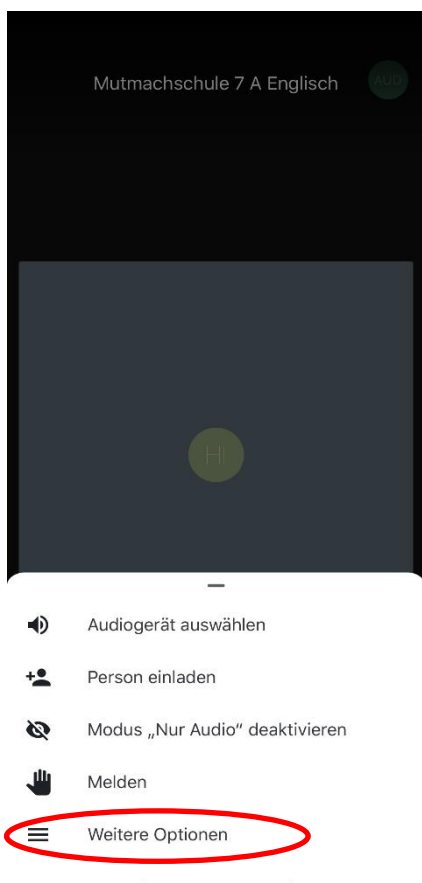 Mutmachschule 7 A Englisch
AUD
HI
Audiogerät auswählen
Person einladen
Modus „Nur Audio“ deaktivieren
Melden
Weitere Optionen